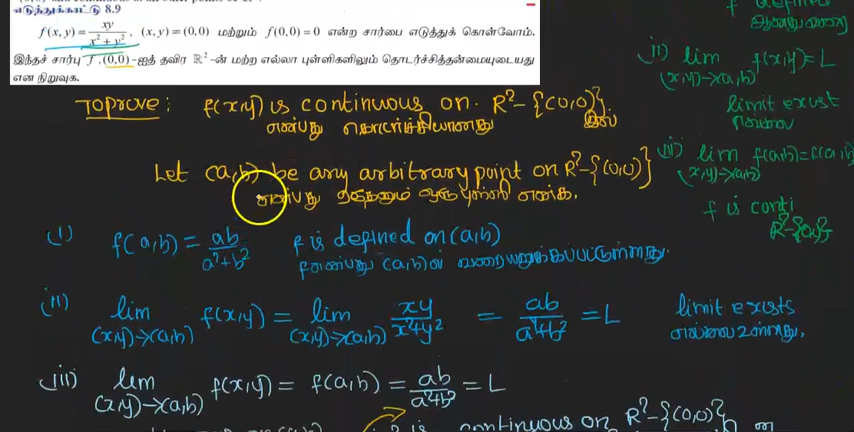 எடுத்துக்காட்டு 8.9
f(x, y) = xy / x² + y², (x, y) = (0,0) மற்றும் f(0,0) = 0 என்ற சார்பை எடுத்துக் கொள்வோம்.
இந்தச் சார்பு f, (0,0)-ஐத் தவிர ℝ²-ன் மற்ற எல்லா புள்ளிகளிலும் தொடர்ச்சித்தன்மையுடையது
என நிறுவுக.
To prove : f(x,y) is continuous on R² - {(0,0)}.
என்பது தொடர்ச்சியானது இல்
Let (a,b) be any arbitrary point on R² - {(0,0)}
என்பது ஏதேனும் ஒரு புள்ளி என்க.
(i) f(a,b) = ab / a²+b² f is defined on (a,b)
f என்பது (a,b) ல் வரையறுக்கப்பட்டுள்ளது.
(ii) lim (x,y)→(a,b) f(x,y) = lim (x,y)→(a,b) xy / x²+y² = ab / a²+b² = L limit exists
எல்லை உள்ளது.
(iii) lim (x,y)→(a,b) f(x,y) = f(a,b) = ab / a²+b² = L
is continuous on R² - {(0,0)}
f defined
ii) lim (x,y)→(a,b) f(x,y) = L
limit exist
எல்லை
iii) lim (x,y)→(a,b) f(a,b) = f(a,b)
f is conti
R² - {0,0}